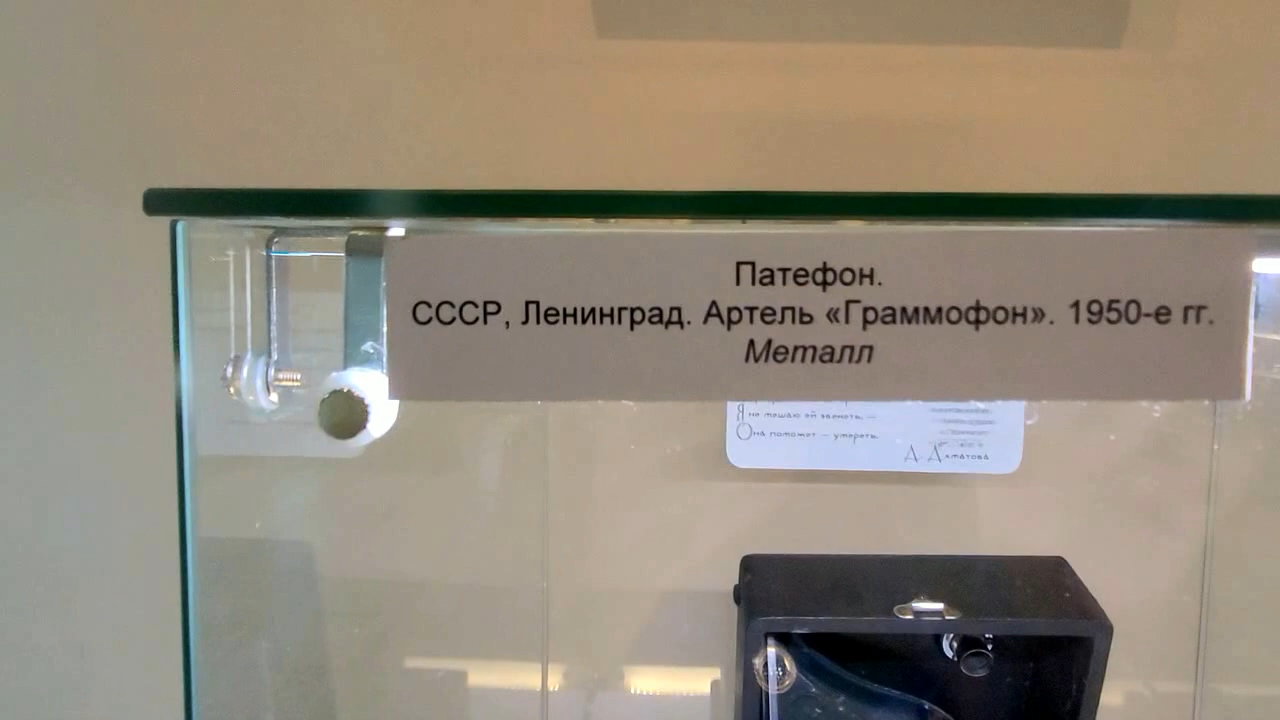 Патефон.
СССР, Ленинград. Артель «Граммофон». 1950-е гг.
Металл
Я не мешаю ей звенеть, —
Она поможет — умереть.
А. Ахматова